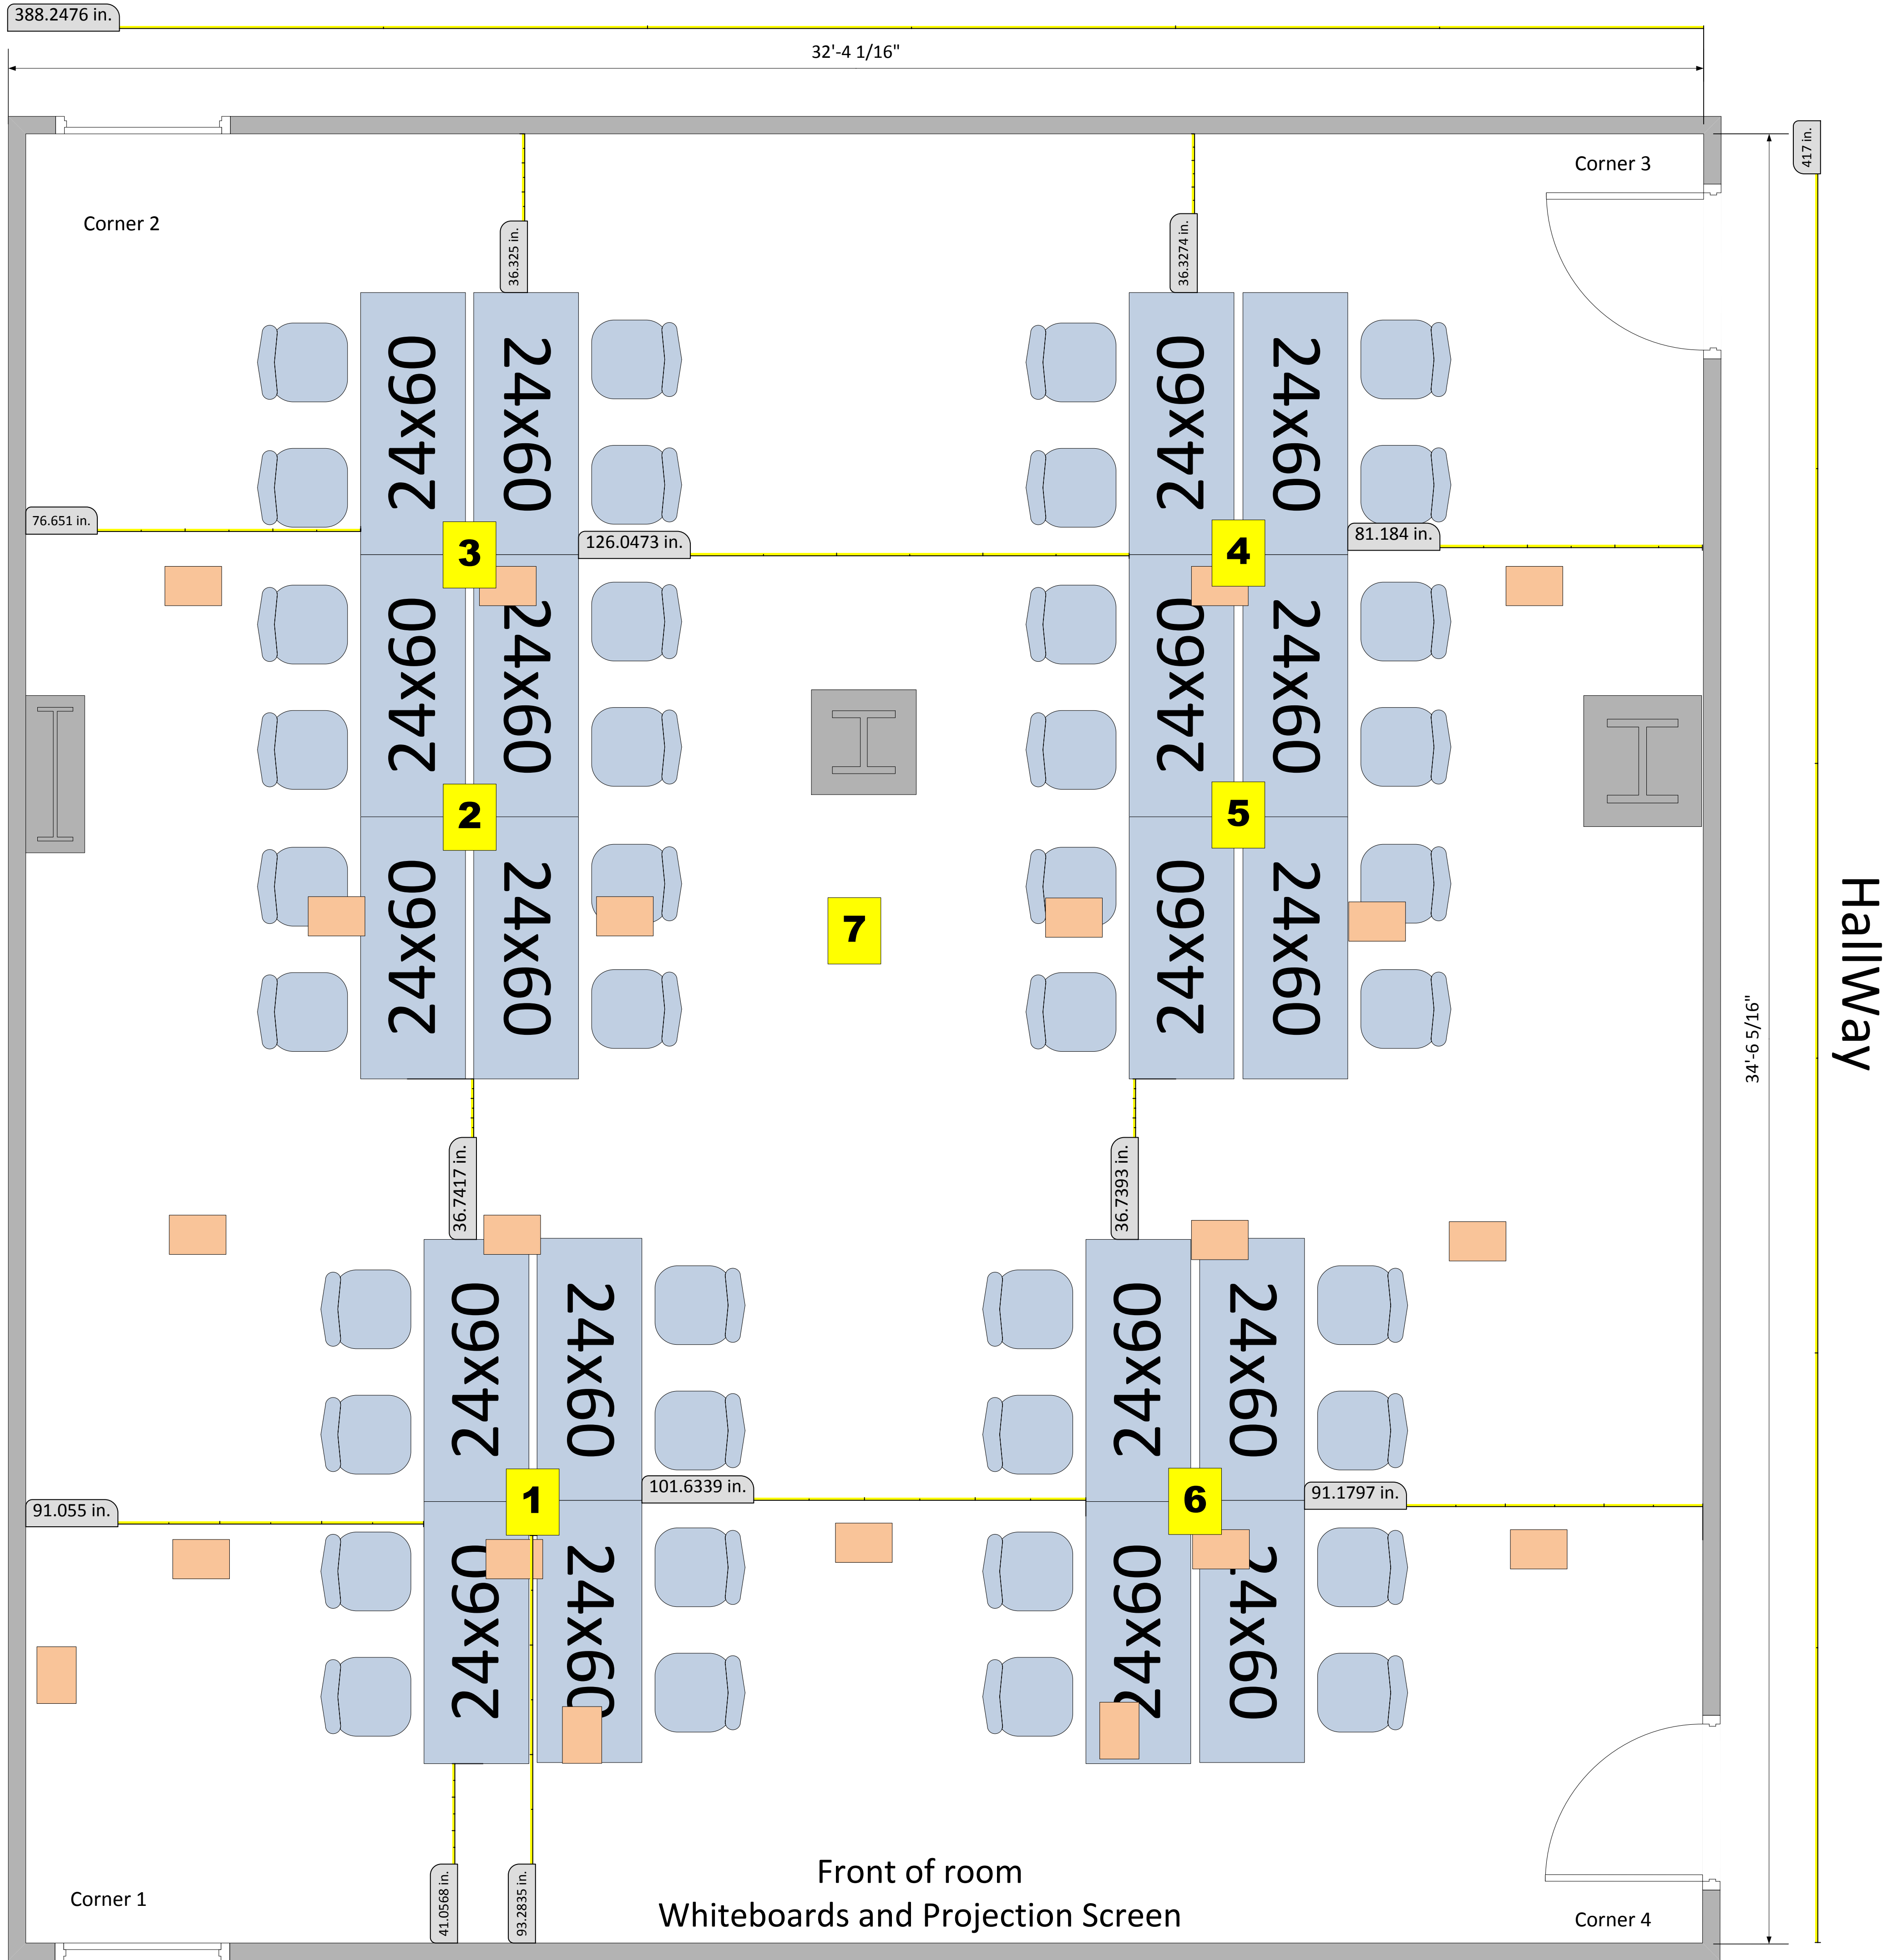 388.2476 in.
32'-4 1/16"
417 in.
Corner 3
Corner 2
36.325 in.
36.3274 in.
24x60
24x60
24x60
24x60
76.651 in.
3
126.0473 in.
4
81.184 in.
24x60
24x60
24x60
24x60
2
5
24x60
24x60
7
24x60
24x60
HallWay
34'-6 5/16"
36.7417 in.
36.7393 in.
24x60
24x60
24x60
24x60
91.055 in.
1
101.6339 in.
6
91.1797 in.
24x60
24x60
24x60
24x60
41.0568 in.
93.2835 in.
Front of room
Whiteboards and Projection Screen
Corner 1
Corner 4